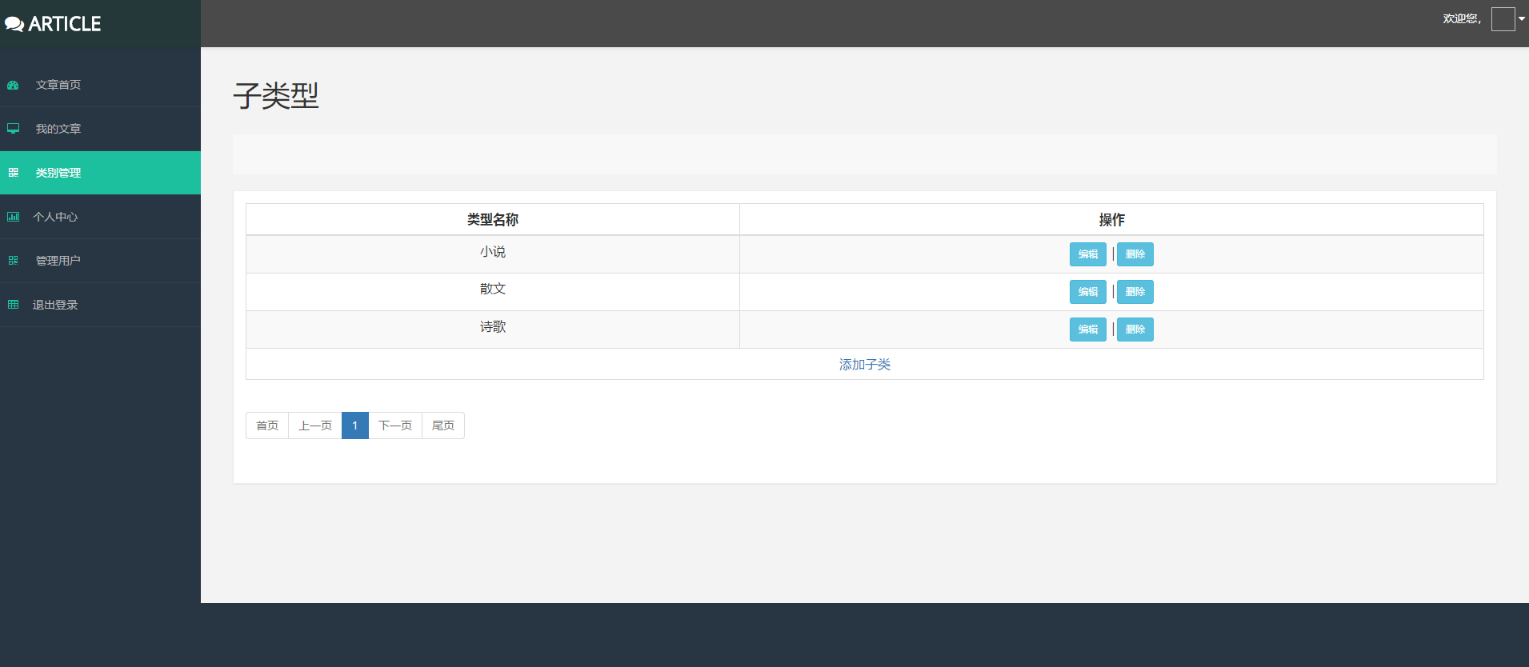 ARTICLE
欢迎您,
文章首页
我的文章
类别管理
个人中心
管理用户
退出登录
子类型
类型名称 操作
小说 编辑 | 删除
散文 编辑 | 删除
诗歌 编辑 | 删除
添加子类
首页 上一页 1 下一页 尾页